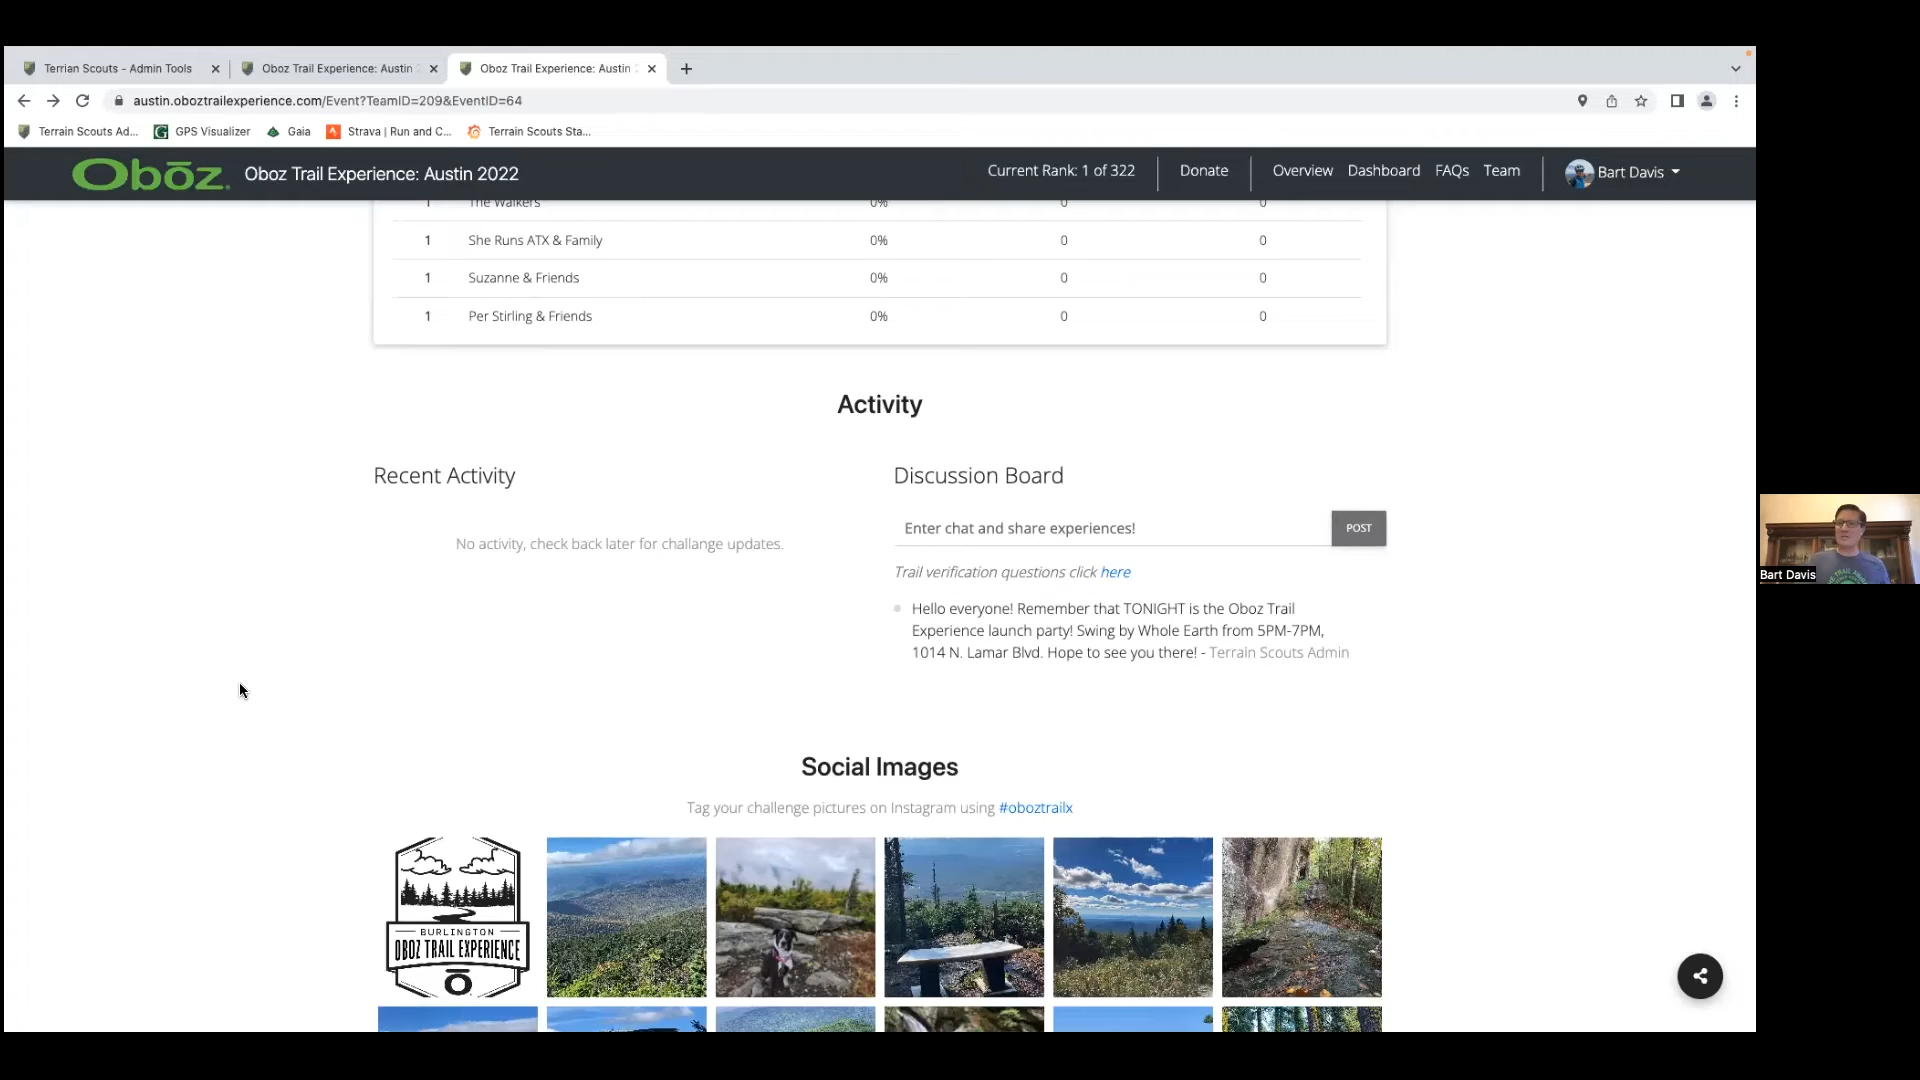 Terrian Scouts - Admin Tools
Oboz Trail Experience: Austin
Oboz Trail Experience: Austin
austin.oboztrailexperience.com/Event?TeamID=209&EventID=64
Terrain Scouts Ad...
GPS Visualizer
Gaia
Strava | Run and C...
Terrain Scouts Sta...
Obōz.
Oboz Trail Experience: Austin 2022
Current Rank: 1 of 322
Donate
Overview
Dashboard
FAQs
Team
Bart Davis
1 The Walkers 0% 0 0
1 She Runs ATX & Family 0% 0 0
1 Suzanne & Friends 0% 0 0
1 Per Stirling & Friends 0% 0 0
Activity
Recent Activity
No activity, check back later for challange updates.
Discussion Board
Enter chat and share experiences!
POST
Trail verification questions click here
Hello everyone! Remember that TONIGHT is the Oboz Trail
Experience launch party! Swing by Whole Earth from 5PM-7PM,
1014 N. Lamar Blvd. Hope to see you there! - Terrain Scouts Admin
Social Images
Tag your challenge pictures on Instagram using #oboztrailx
BURLINGTON
OBOZ TRAIL EXPERIENCE
Bart Davis